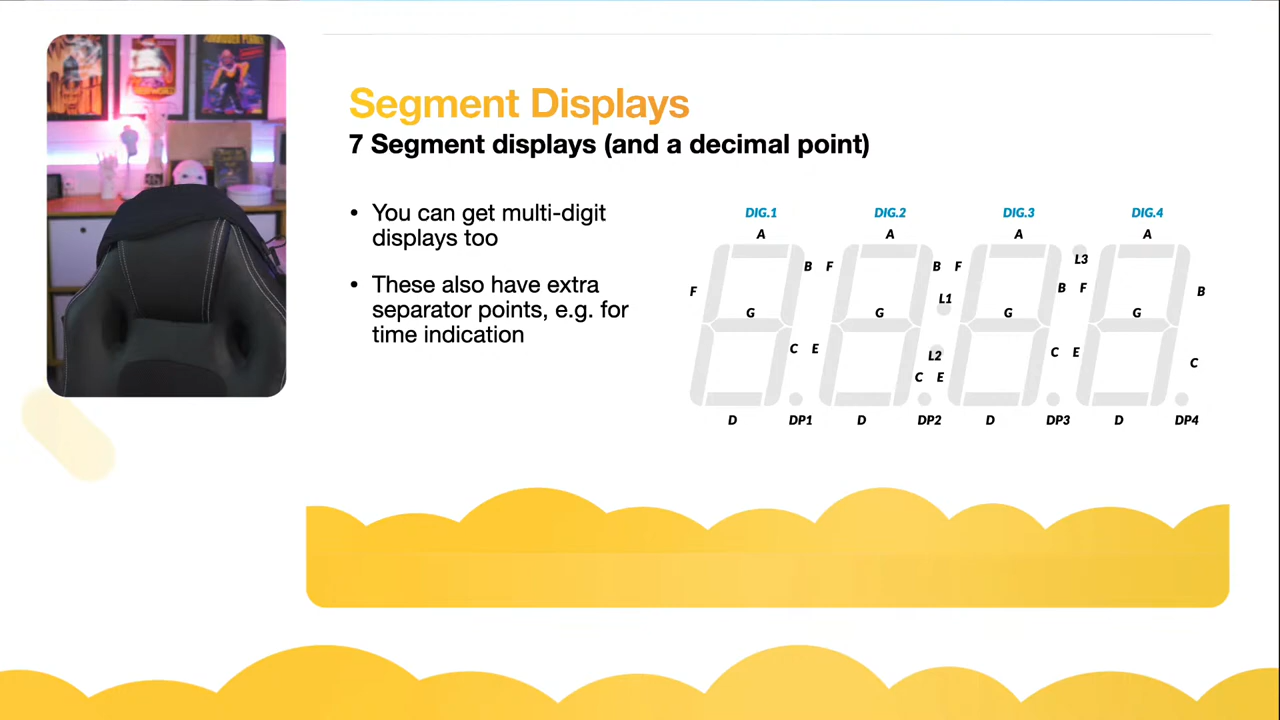 Segment Displays
7 Segment displays (and a decimal point)
• You can get multi-digit
displays too
• These also have extra
separator points, e.g. for
time indication
DIG.1 DIG.2 DIG.3 DIG.4
A A A A
L3
B F B F
B F
F B
L1
G G G G
C E C E
L2
C
C E
D DP1 D DP2 D DP3 D DP4